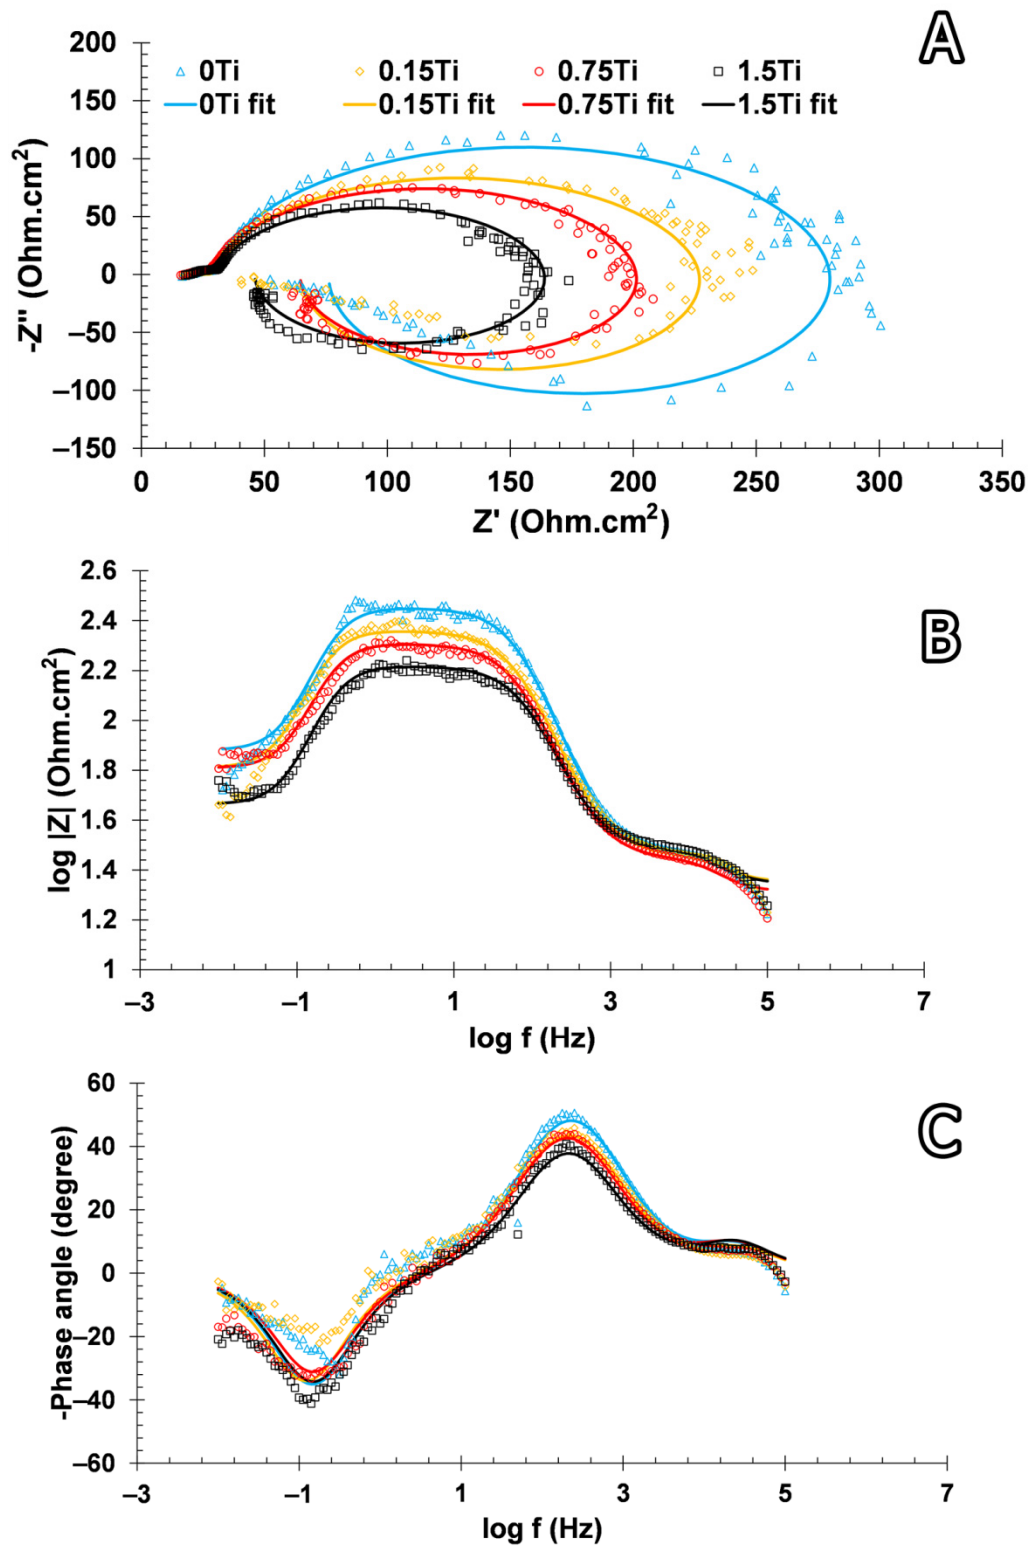 A
200
150
100
50
0
–50
–100
–150
0Ti 0.15Ti 0.75Ti 1.5Ti
0Ti fit 0.15Ti fit 0.75Ti fit 1.5Ti fit
-Z" (Ohm.cm²)
0 50 100 150 200 250 300 350
Z' (Ohm.cm²)
B
2.6
2.4
2.2
2
1.8
1.6
1.4
1.2
1
log |Z| (Ohm.cm²)
–3 –1 1 3 5 7
log f (Hz)
C
60
40
20
0
–20
–40
–60
-Phase angle (degree)
–3 –1 1 3 5 7
log f (Hz)